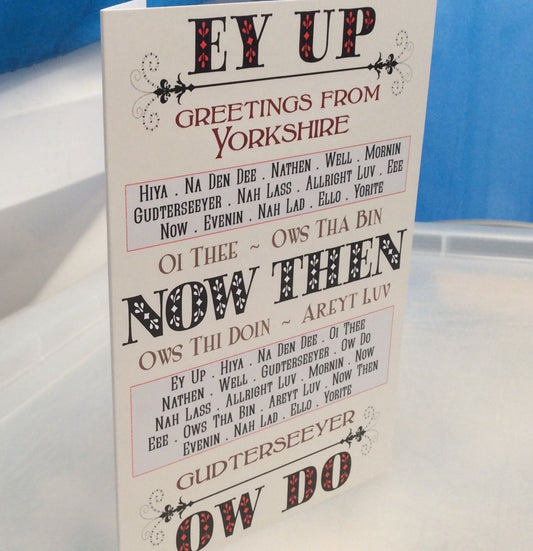 EY UP
GREETINGS FROM
YORKSHIRE
HIYA . NA DEN DEE . NATHEN . WELL . MORNIN
GUDTERSEEYER . NAH LASS . ALLRIGHT LUV . EEE
NOW . EVENIN . NAH LAD . ELLO . YORITE
OI THEE ~ OWS THA BIN
NOW THEN
OWS THI DOIN ~ AREYT LUV
EY UP . HIYA . NA DEN DEE . OI THEE
NATHEN . WELL . GUDTERSEEYER . OW DO
NAH LASS . ALLRIGHT LUV . MORNIN . NOW
EEE . OWS THA BIN . AREYT LUV . NOW THEN
EVENIN . NAH LAD . ELLO . YORITE
GUDTERSEEYER
OW DO